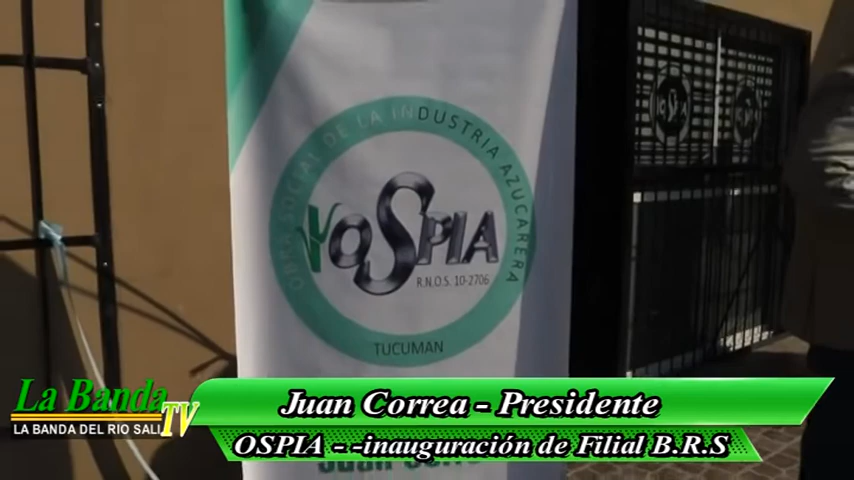 OBRA SOCIAL DE LA INDUSTRIA AZUCARERA
OSPIA
R.N.O.S. 10-2706
TUCUMAN
La Banda TV
LA BANDA DEL RIO SALI
Juan Correa - Presidente
OSPIA - -inauguración de Filial B.R.S